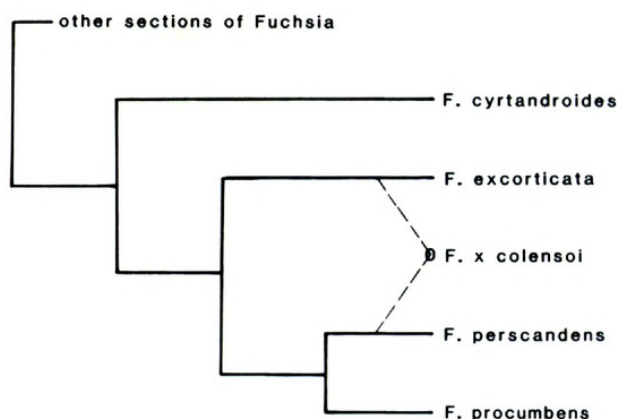 other sections of Fuchsia
F. cyrtandroides
F. excorticata
F. x colensoi
F. perscandens
F. procumbens